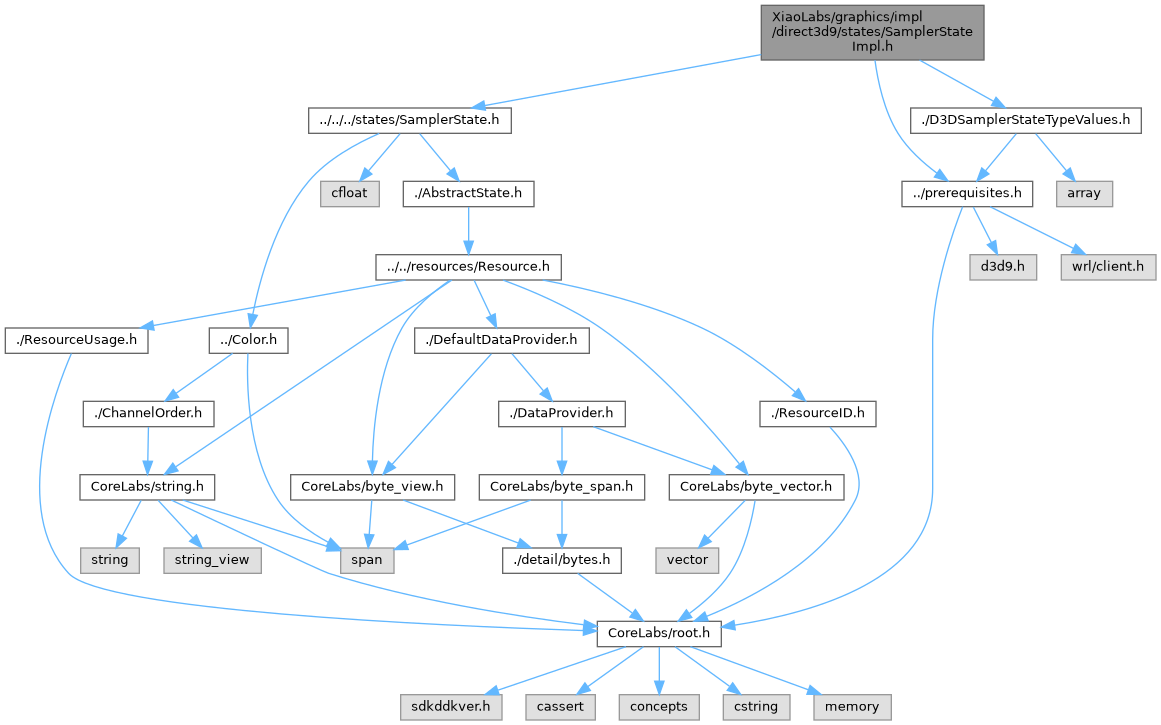 XiaoLabs/graphics/impl
/direct3d9/states/SamplerState
Impl.h
../../../states/SamplerState.h
./D3DSamplerStateTypeValues.h
cfloat
./AbstractState.h
../prerequisites.h
array
../../resources/Resource.h
d3d9.h
wrl/client.h
./ResourceUsage.h
../Color.h
./DefaultDataProvider.h
./ChannelOrder.h
./DataProvider.h
./ResourceID.h
CoreLabs/string.h
CoreLabs/byte_view.h
CoreLabs/byte_span.h
CoreLabs/byte_vector.h
string
string_view
span
./detail/bytes.h
vector
CoreLabs/root.h
sdkddkver.h
cassert
concepts
cstring
memory